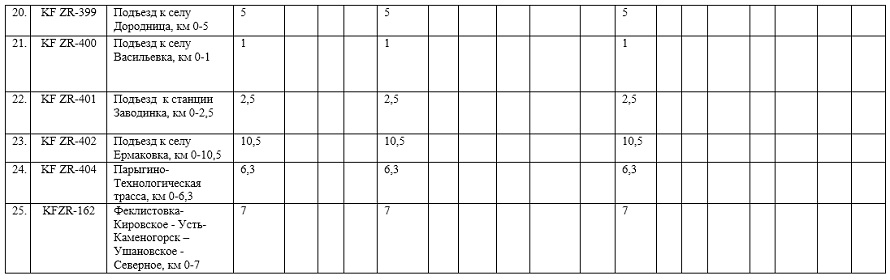 20. KF ZR-399 Подъезд к селу 5 5 5
Дородница, км 0-5
21. KF ZR-400 Подъезд к селу 1 1 1
Васильевка, км 0-1
22. KF ZR-401 Подъезд к станции 2,5 2,5 2,5
Заводинка, км 0-2,5
23. KF ZR-402 Подъезд к селу 10,5 10,5 10,5
Ермаковка, км 0-10,5
24. KF ZR-404 Парыгино- 6,3 6,3 6,3
Технологическая
трасса, км 0-6,3
25. KFZR-162 Феклистовка- 7 7 7
Кировское - Усть-
Каменогорск –
Ушановское -
Северное, км 0-7